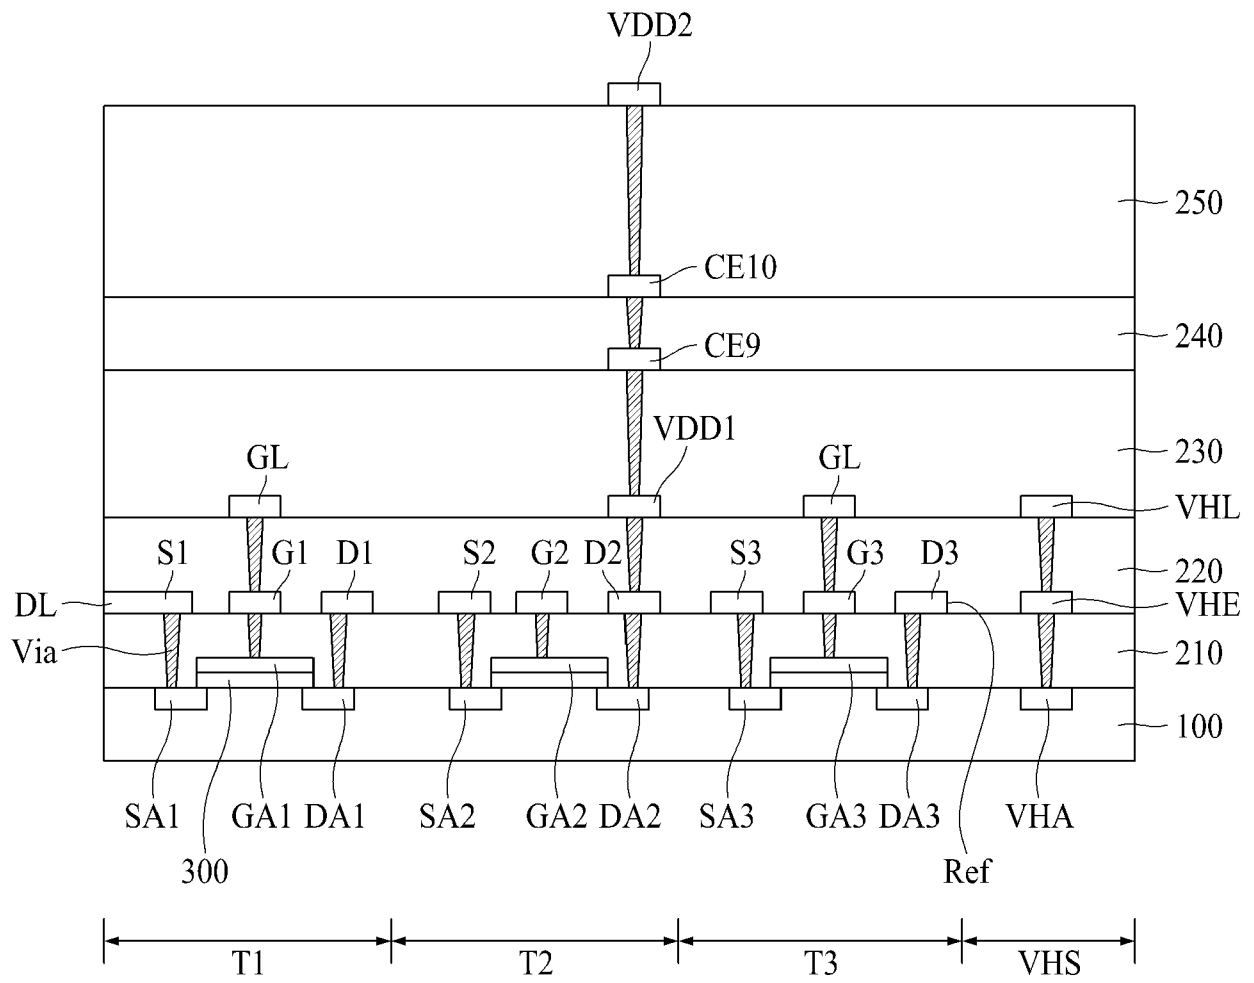 VDD2
250
CE10
240
CE9
VDD1
230
GL
GL
VHL
S1
G1
D1
S2
G2
D2
S3
G3
D3
220
DL
VHE
Via
210
100
SA1
GA1
DA1
SA2
GA2
DA2
SA3
GA3
DA3
VHA
300
Ref
T1
T2
T3
VHS